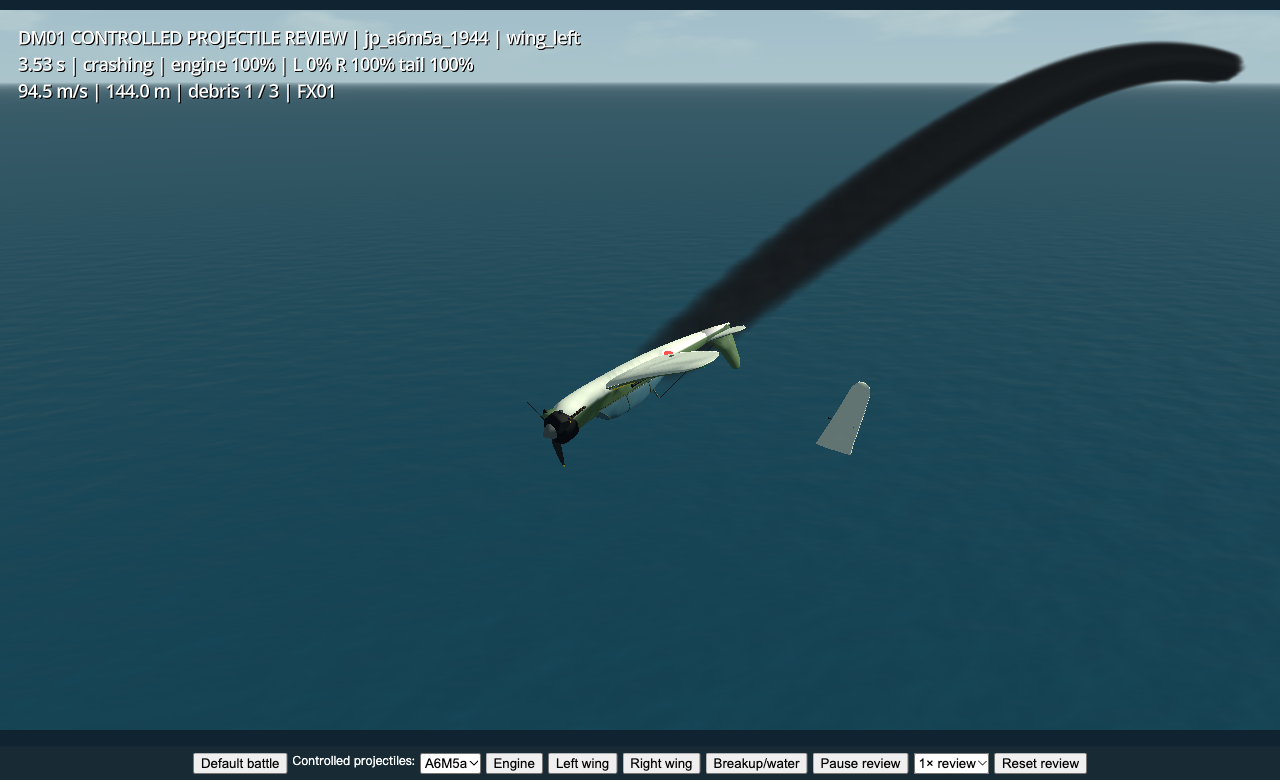 DM01 CONTROLLED PROJECTILE REVIEW | jp_a6m5a_1944 | wing_left
3.53 s | crashing | engine 100% | L 0% R 100% tail 100%
94.5 m/s | 144.0 m | debris 1 / 3 | FX01
Default battle Controlled projectiles: A6M5a Engine Left wing Right wing Breakup/water Pause review 1× review Reset review